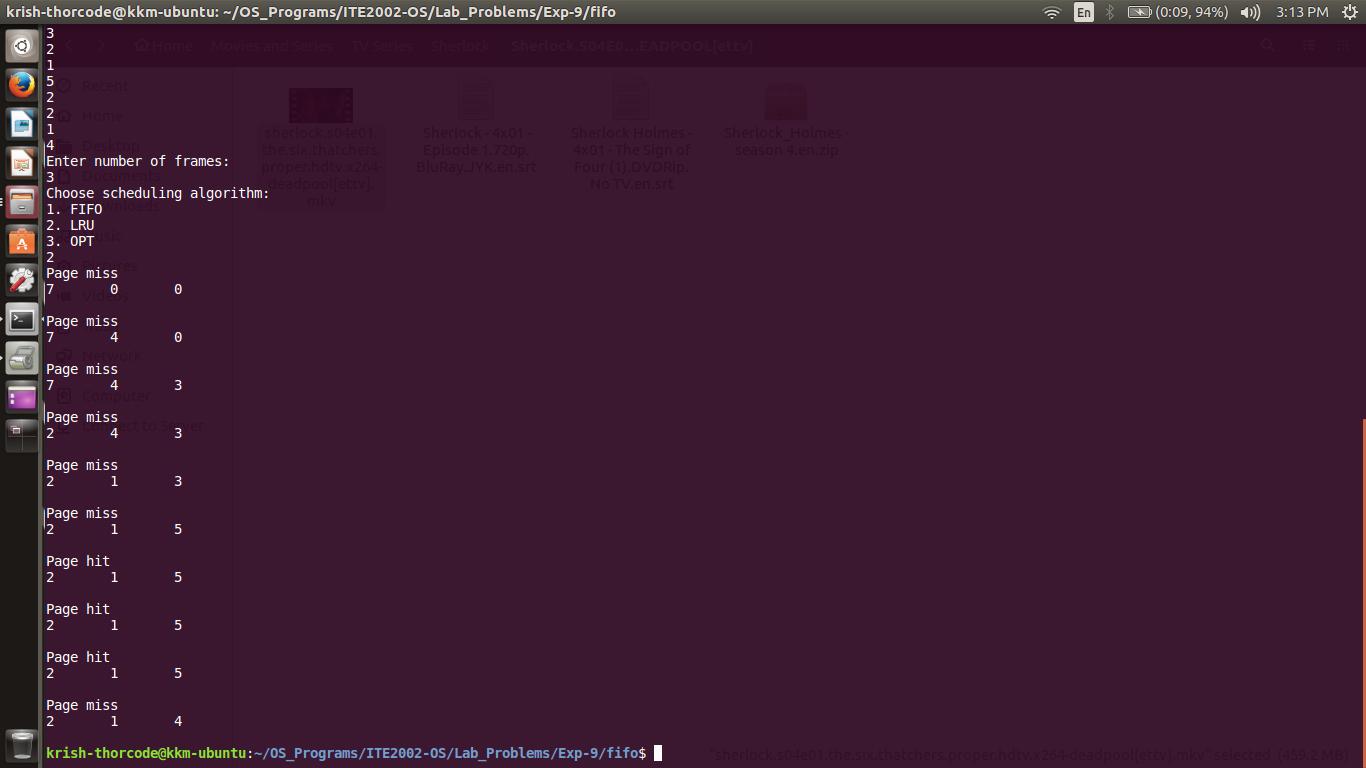 krish-thorcode@kkm-ubuntu: ~/OS_Programs/ITE2002-OS/Lab_Problems/Exp-9/fifo
En (0:09, 94%) 3:13 PM
Home Movies and Series TV Series Sherlock Sherlock.S04E0...EADPOOL[ettv]
Recent
Home
Desktop
Documents
Downloads
Music
Pictures
Videos
Network
Computer
Connect to Server
sherlock.s04e01.
the.six.thatchers.
proper.hdtv.x264-
deadpool[ettv].
mkv
Sherlock - 4x01 -
Episode 1.720p.
BluRay.JYK.en.srt
Sherlock Holmes -
4x01 - The Sign of
Four (1).DVDRip.
No TV.en.srt
Sherlock_Holmes -
season 4.en.zip
3
2
1
5
2
2
1
4
Enter number of frames:
3
Choose scheduling algorithm:
1. FIFO
2. LRU
3. OPT
2
Page miss
7 0 0
Page miss
7 4 0
Page miss
7 4 3
Page miss
2 4 3
Page miss
2 1 3
Page miss
2 1 5
Page hit
2 1 5
Page hit
2 1 5
Page hit
2 1 5
Page miss
2 1 4
krish-thorcode@kkm-ubuntu:~/OS_Programs/ITE2002-OS/Lab_Problems/Exp-9/fifo$
"sherlock.s04e01.the.six.thatchers.proper.hdtv.x264-deadpool[ettv].mkv" selected (459.2 MB)